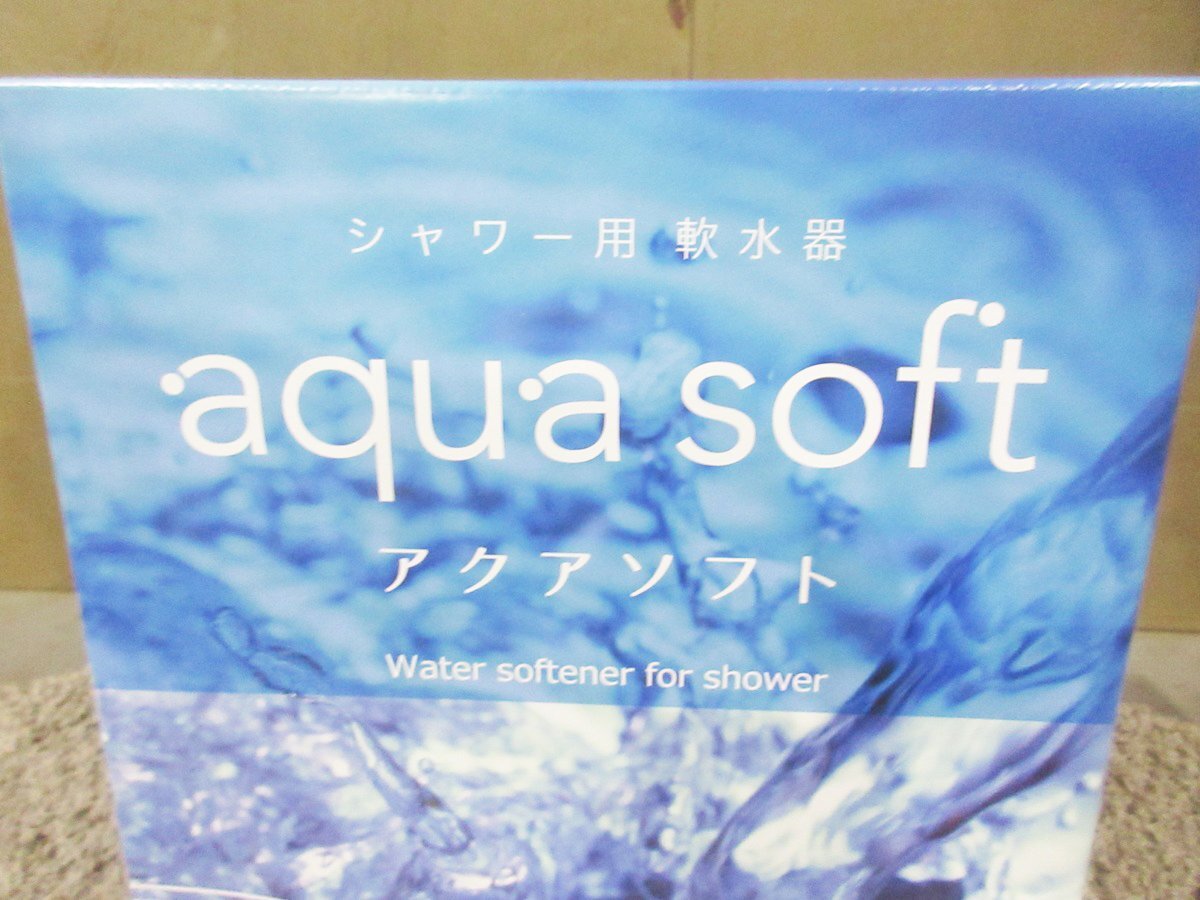 シャワー用 軟水器
aqua soft
アクアソフト
Water softener for shower